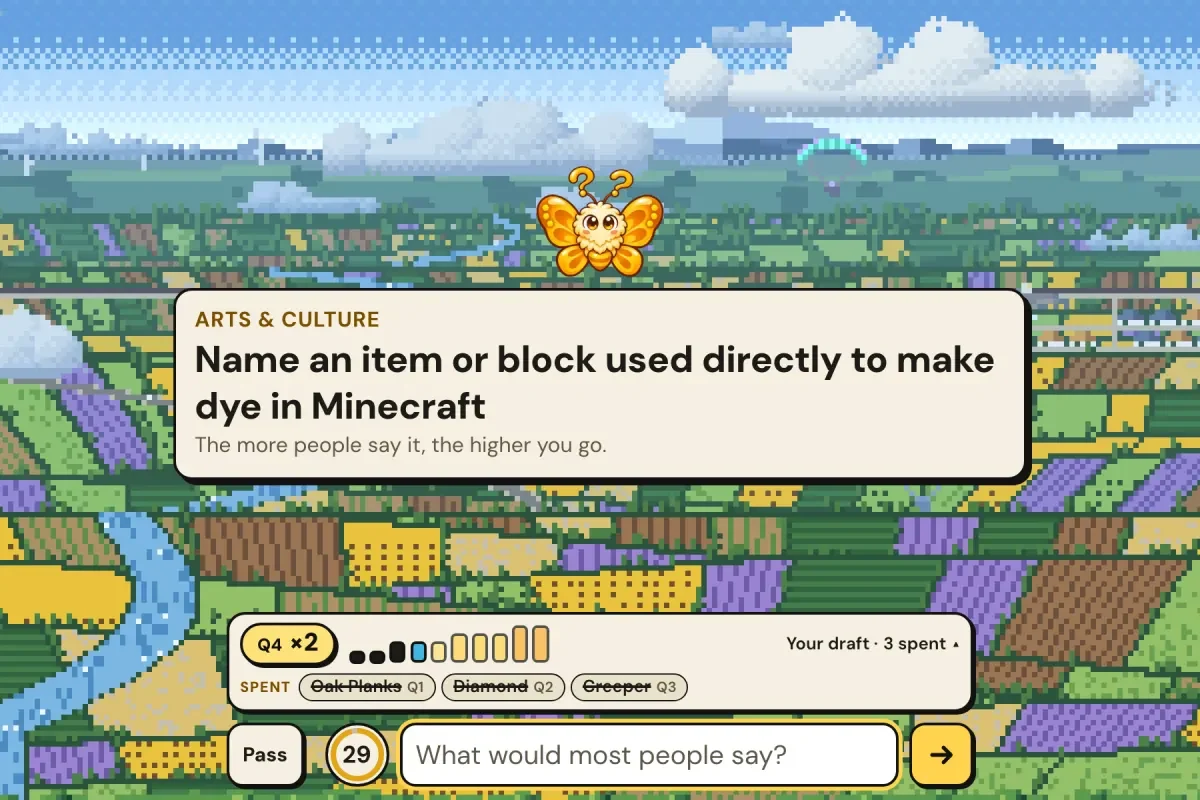 ARTS & CULTURE
Name an item or block used directly to make
dye in Minecraft
The more people say it, the higher you go.
Q4 ×2
Your draft · 3 spent ▴
SPENT Oak Planks Q1 Diamond Q2 Creeper Q3
Pass
29
What would most people say?
→